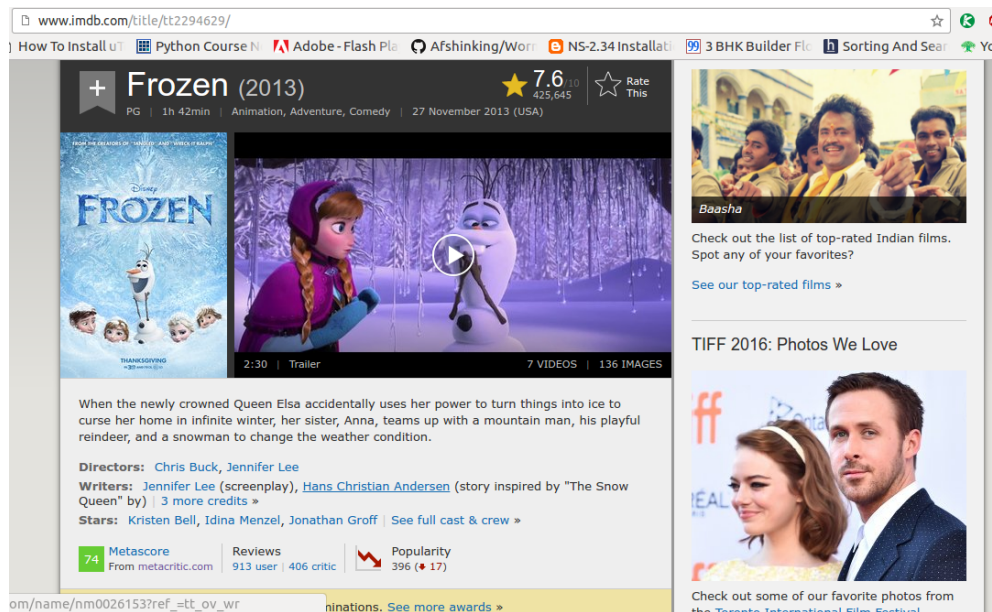 www.imdb.com/title/tt2294629/
How To Install uT
Python Course N
Adobe - Flash Pla
Afshinking/Worr
NS-2.34 Installati
3 BHK Builder Flo
Sorting And Sear
Yo
Frozen (2013)
7.6/10
425,645
Rate
This
PG | 1h 42min | Animation, Adventure, Comedy | 27 November 2013 (USA)
Disney
FROZEN
THANKSGIVING
2:30 | Trailer
7 VIDEOS | 136 IMAGES
When the newly crowned Queen Elsa accidentally uses her power to turn things into ice to
curse her home in infinite winter, her sister, Anna, teams up with a mountain man, his playful
reindeer, and a snowman to change the weather condition.
Directors: Chris Buck, Jennifer Lee
Writers: Jennifer Lee (screenplay), Hans Christian Andersen (story inspired by "The Snow
Queen" by) | 3 more credits »
Stars: Kristen Bell, Idina Menzel, Jonathan Groff | See full cast & crew »
74
Metascore
From metacritic.com
Reviews
913 user | 406 critic
Popularity
396 (17)
om/name/nm0026153?ref_=tt_ov_wr
minations. See more awards »
Baasha
Check out the list of top-rated Indian films.
Spot any of your favorites?
See our top-rated films »
TIFF 2016: Photos We Love
Check out some of our favorite photos from
the Toronto International Film Festival